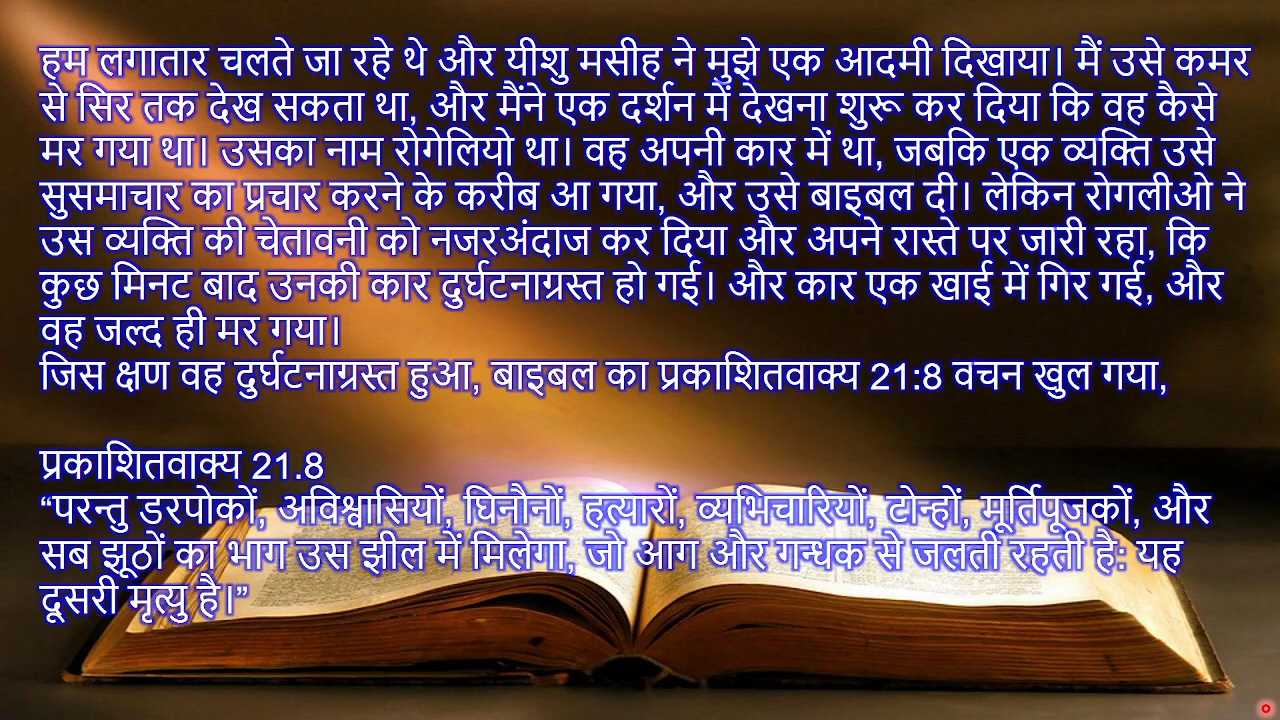 हम लगातार चलते जा रहे थे और यीशु मसीह ने मुझे एक आदमी दिखाया। मैं उसे कमर
से सिर तक देख सकता था, और मैंने एक दर्शन में देखना शुरू कर दिया कि वह कैसे
मर गया था। उसका नाम रोगेलियो था। वह अपनी कार में था, जबकि एक व्यक्ति उसे
सुसमाचार का प्रचार करने के करीब आ गया, और उसे बाइबल दी। लेकिन रोगलीओ ने
उस व्यक्ति की चेतावनी को नजरअंदाज कर दिया और अपने रास्ते पर जारी रहा, कि
कुछ मिनट बाद उनकी कार दुर्घटनाग्रस्त हो गई। और कार एक खाई में गिर गई, और
वह जल्द ही मर गया।
जिस क्षण वह दुर्घटनाग्रस्त हुआ, बाइबल का प्रकाशितवाक्य 21:8 वचन खुल गया,
प्रकाशितवाक्य 21.8
“परन्तु डरपोकों, अविश्वासियों, घिनौनों, हत्यारों, व्यभिचारियों, टोन्हों, मूर्तिपूजकों, और
सब झूठों का भाग उस झील में मिलेगा, जो आग और गन्धक से जलती रहती है: यह
दूसरी मृत्यु है।”